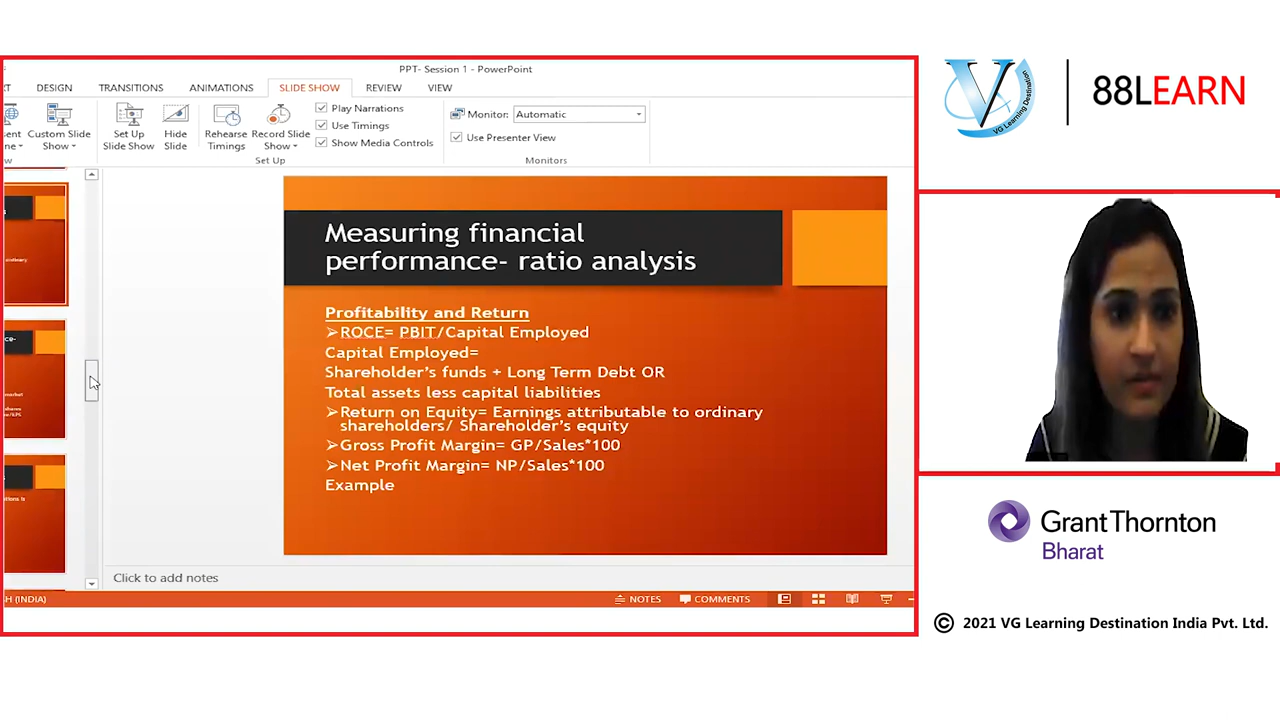 PPT- Session 1 - PowerPoint
DESIGN TRANSITIONS ANIMATIONS SLIDE SHOW REVIEW VIEW
Custom Slide
Show
Set Up
Slide Show
Hide
Slide
Rehearse
Timings
Record Slide
Show
Play Narrations
Use Timings
Show Media Controls
Set Up
Monitor: Automatic
Use Presenter View
Monitors
Measuring financial
performance- ratio analysis
Profitability and Return
➢ROCE= PBIT/Capital Employed
Capital Employed=
Shareholder's funds + Long Term Debt OR
Total assets less capital liabilities
➢Return on Equity= Earnings attributable to ordinary
shareholders/ Shareholder's equity
➢Gross Profit Margin= GP/Sales*100
➢Net Profit Margin= NP/Sales*100
Example
Click to add notes
(INDIA)
NOTES COMMENTS
V
VG Learning Destination
88LEARN
Grant Thornton
Bharat
© 2021 VG Learning Destination India Pvt. Ltd.